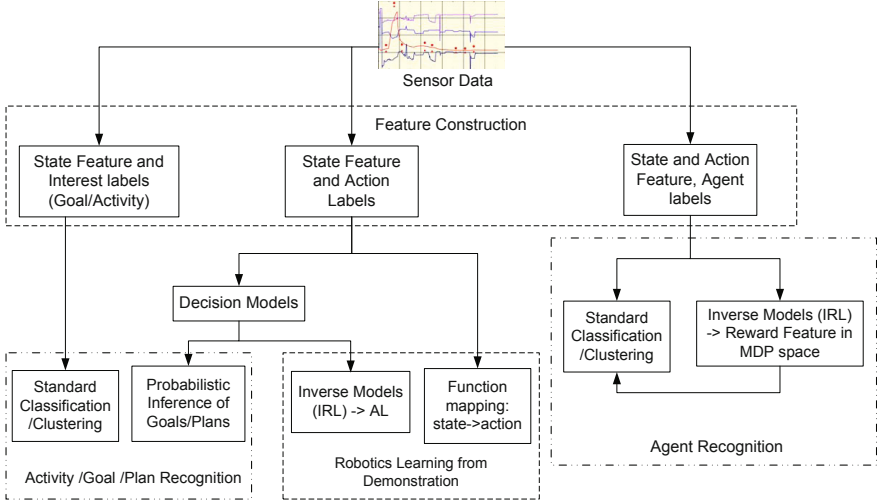 Sensor Data
Feature Construction
State Feature and
Interest labels
(Goal/Activity)
State Feature
and Action
Labels
State and Action
Feature, Agent
labels
Decision Models
Standard
Classification
/Clustering
Probabilistic
Inference of
Goals/Plans
Activity /Goal /Plan Recognition
Inverse Models
(IRL) -> AL
Function
mapping:
state->action
Robotics Learning from
Demonstration
Standard
Classification
/Clustering
Inverse Models (IRL)
-> Reward Feature in
MDP space
Agent Recognition